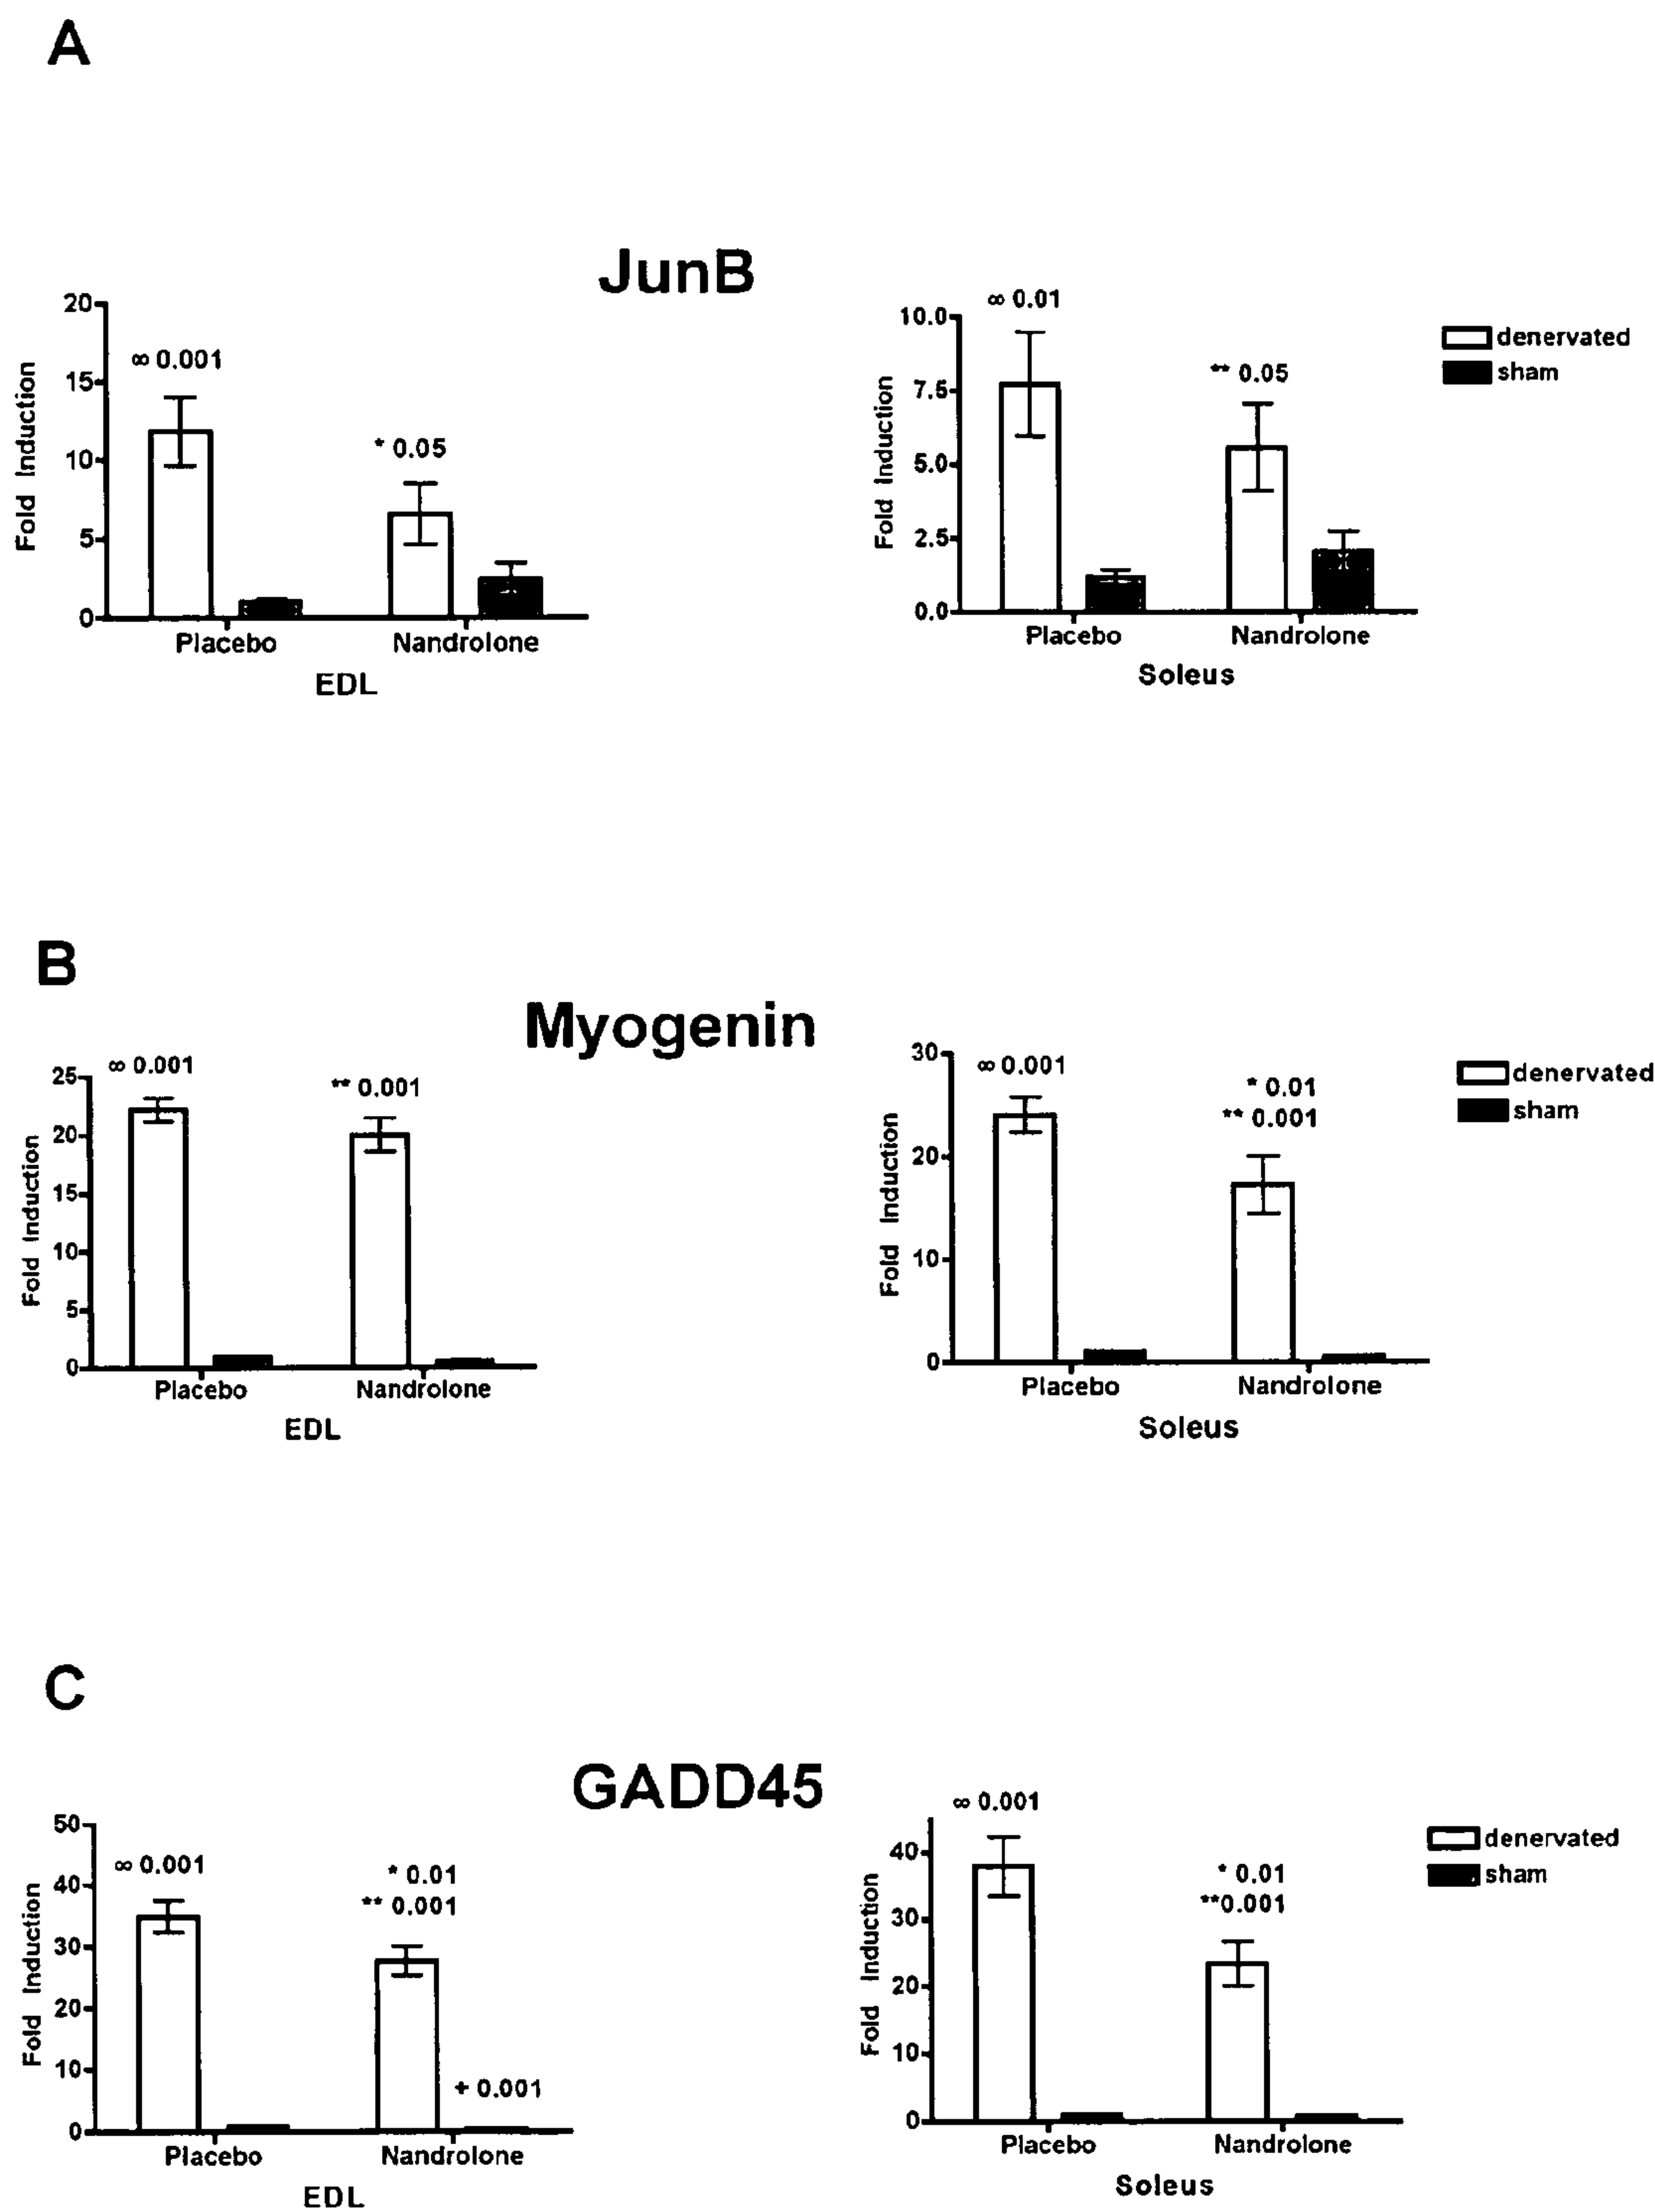 A
JunB
20
15
10
5
0
Fold Induction
∞ 0.001
* 0.05
Placebo
Nandrolone
EDL
10.0
7.5
5.0
2.5
0.0
Fold Induction
∞ 0.01
** 0.05
Placebo
Nandrolone
Soleus
denervated
sham
B
Myogenin
25
20
15
10
5
0
Fold Induction
∞ 0.001
** 0.001
Placebo
Nandrolone
EDL
30
20
10
0
Fold Induction
∞ 0.001
* 0.01
** 0.001
Placebo
Nandrolone
Soleus
denervated
sham
C
GADD45
50
40
30
20
10
0
Fold Induction
∞ 0.001
* 0.01
** 0.001
+ 0.001
Placebo
Nandrolone
EDL
40
30
20
10
0
Fold Induction
∞ 0.001
* 0.01
**0.001
Placebo
Nandrolone
Soleus
denervated
sham